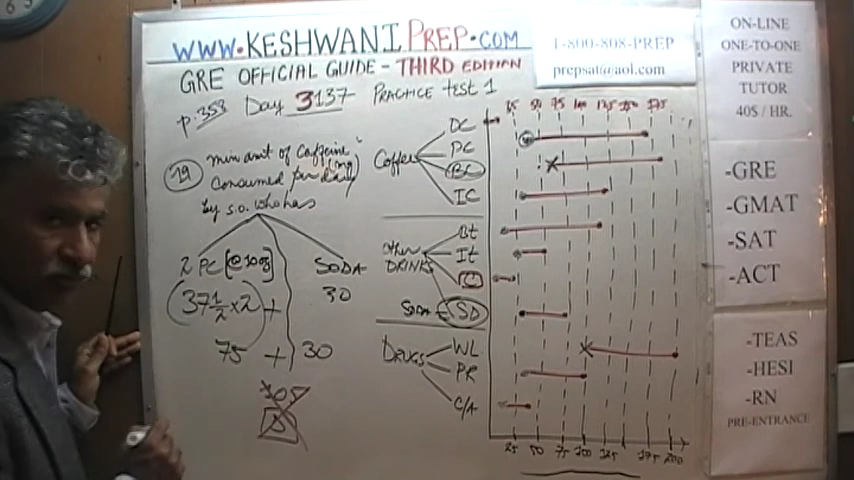 WWW.KESHWANIPREP.COM
GRE OFFICIAL GUIDE - THIRD EDITION
p.353 Day 3137 PRACTICE test 1
1-800-808-PREP
prepsat@aol.com
19 min amt of Caffeine
Consumed per daily (mg)
by s.o. who has
2 PC [@10oz] SODA
30
37 1/2 x 2 +
75 + 30
105
A
Coffee
DC
PC
BC
IC
Other DRINKS
Bt
It
C
SODA SD
DRUGS
WL
PR
C/A
25 50 75 100 125 150 175
25 50 75 100 125 175 200
ON-LINE
ONE-TO-ONE
PRIVATE
TUTOR
40$ / HR.
-GRE
-GMAT
-SAT
-ACT
-TEAS
-HESI
-RN
PRE-ENTRANCE